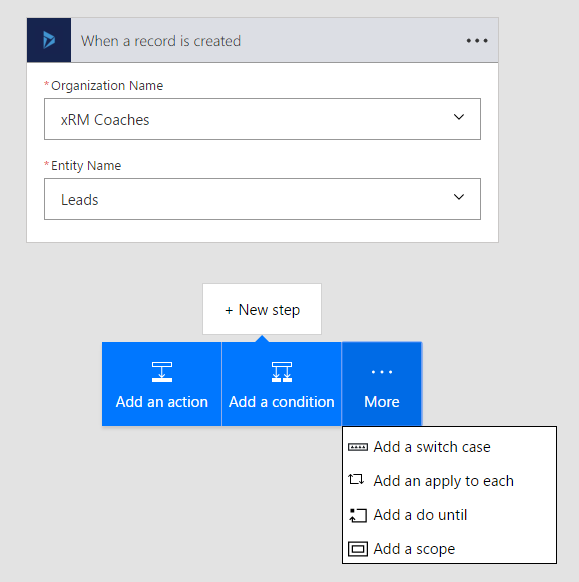 When a record is created
*Organization Name
xRM Coaches
*Entity Name
Leads
+ New step
Add an action
Add a condition
More
Add a switch case
Add an apply to each
Add a do until
Add a scope